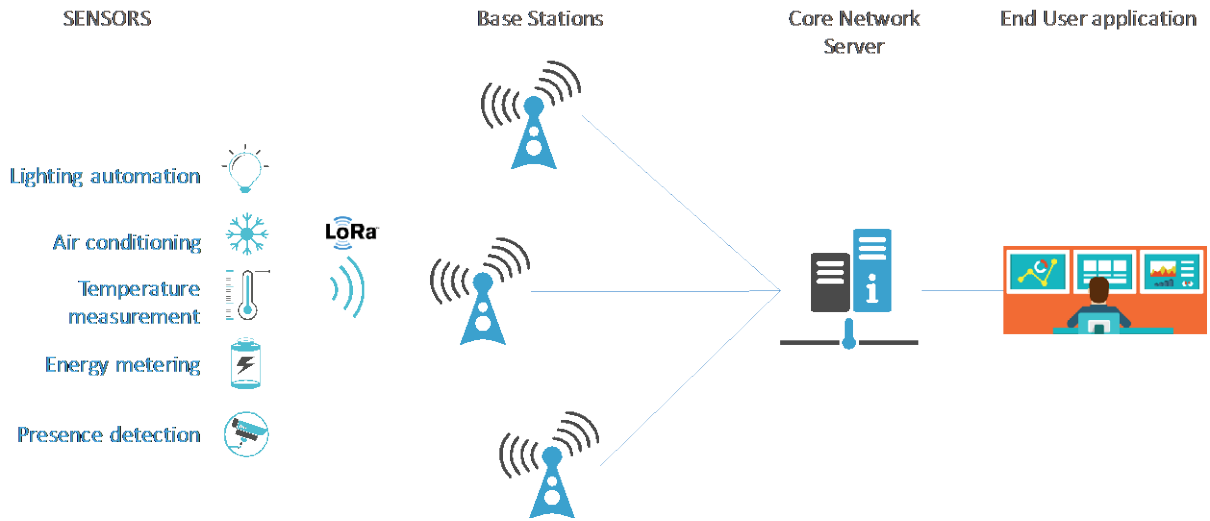 SENSORS
Base Stations
Core Network
Server
End User application
Lighting automation
Air conditioning
LoRa
Temperature
measurement
Energy metering
Presence detection
i